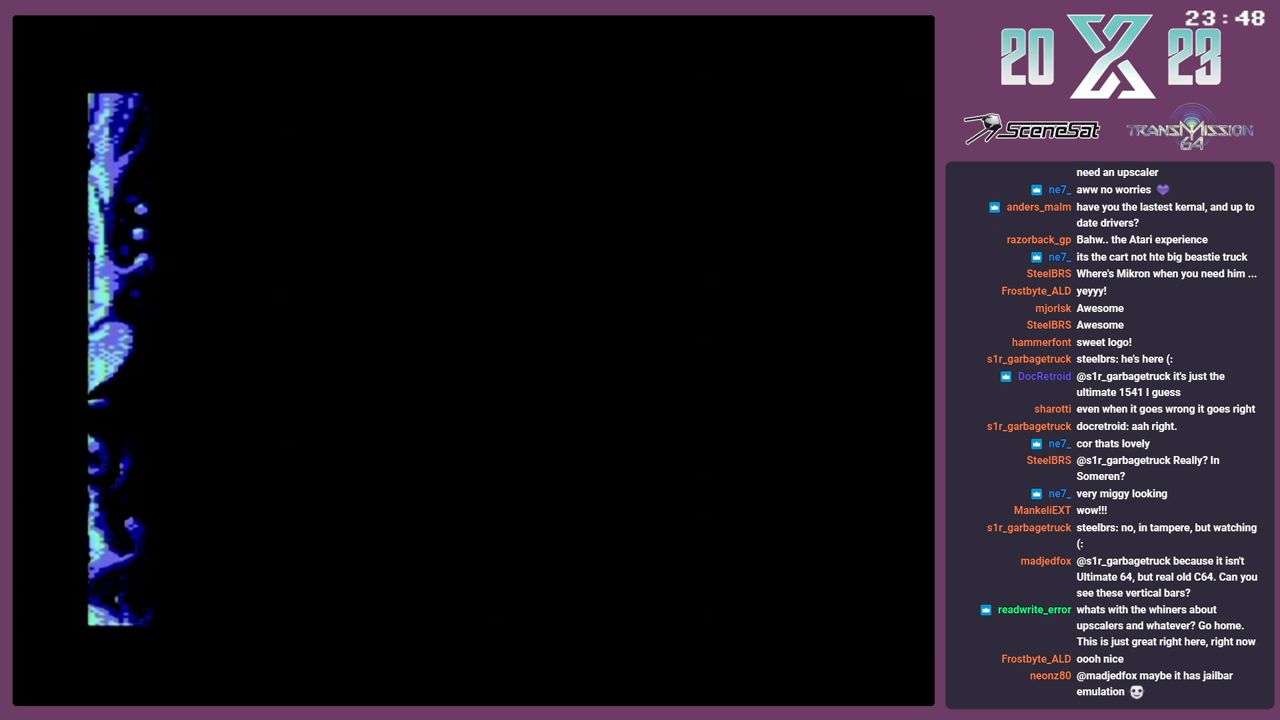 23:48
20 X 23
SCENESAT
TRANSMISSION
64
need an upscaler
ne7_ aww no worries
anders_malm have you the lastest kernal, and up to
date drivers?
razorback_gp Bahw.. the Atari experience
ne7_ its the cart not hte big beastie truck
SteelBRS Where's Mikron when you need him ...
Frostbyte_ALD yeyyy!
mjorlsk Awesome
SteelBRS Awesome
hammerfont sweet logo!
s1r_garbagetruck steelbrs: he's here (:
DocRetroid @s1r_garbagetruck it's just the
ultimate 1541 I guess
sharotti even when it goes wrong it goes right
s1r_garbagetruck docretroid: aah right.
ne7_ cor thats lovely
SteelBRS @s1r_garbagetruck Really? In
Someren?
ne7_ very miggy looking
MankeliEXT wow!!!
s1r_garbagetruck steelbrs: no, in tampere, but watching
(:
madjedfox @s1r_garbagetruck because it isn't
Ultimate 64, but real old C64. Can you
see these vertical bars?
readwrite_error whats with the whiners about
upscalers and whatever? Go home.
This is just great right here, right now
Frostbyte_ALD oooh nice
neonz80 @madjedfox maybe it has jailbar
emulation